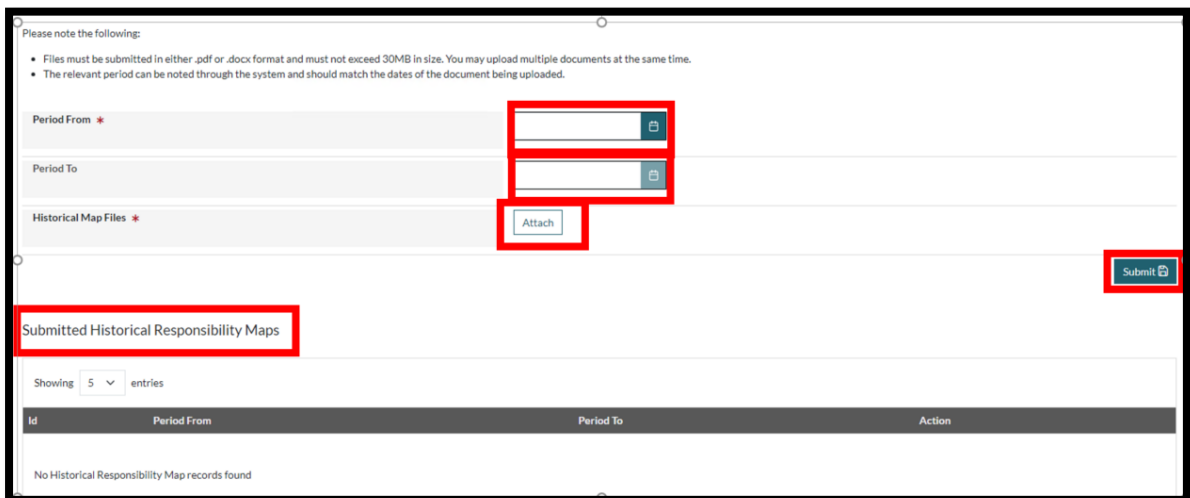 Please note the following:
• Files must be submitted in either .pdf or .docx format and must not exceed 30MB in size. You may upload multiple documents at the same time.
• The relevant period can be noted through the system and should match the dates of the document being uploaded.
Period From *
Period To
Historical Map Files *
Attach
Submit
Submitted Historical Responsibility Maps
Showing 5 entries
Id Period From Period To Action
No Historical Responsibility Map records found